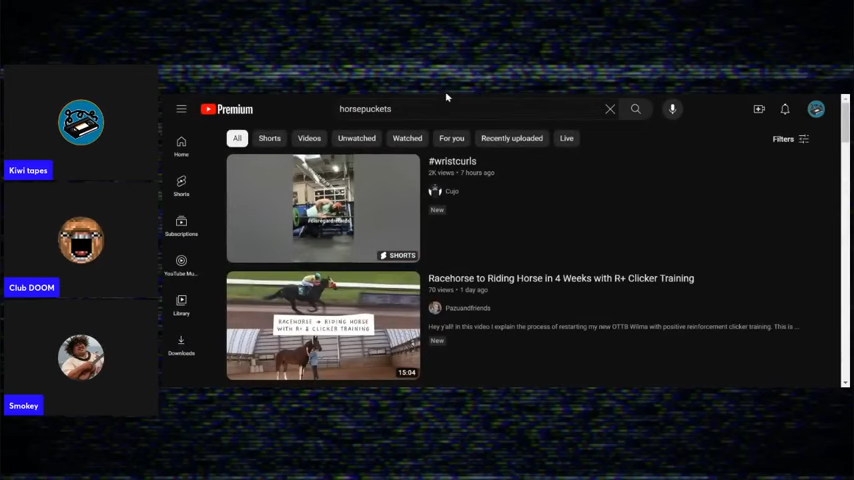 Premium
horsepuckets
All
Shorts
Videos
Unwatched
Watched
For you
Recently uploaded
Live
Filters
Home
Shorts
Subscriptions
YouTube Mu...
Library
Downloads
Kiwi tapes
Club DOOM
Smokey
SHORTS
#wristcurls
2K views • 7 hours ago
Cujo
New
RACEHORSE → RIDING HORSE
WITH R+ & CLICKER TRAINING
15:04
Racehorse to Riding Horse in 4 Weeks with R+ Clicker Training
70 views • 1 day ago
Pazuandfriends
Hey y'all! in this video I explain the process of restarting my new OTTB Wilma with positive reinforcement clicker training. This is ...
New